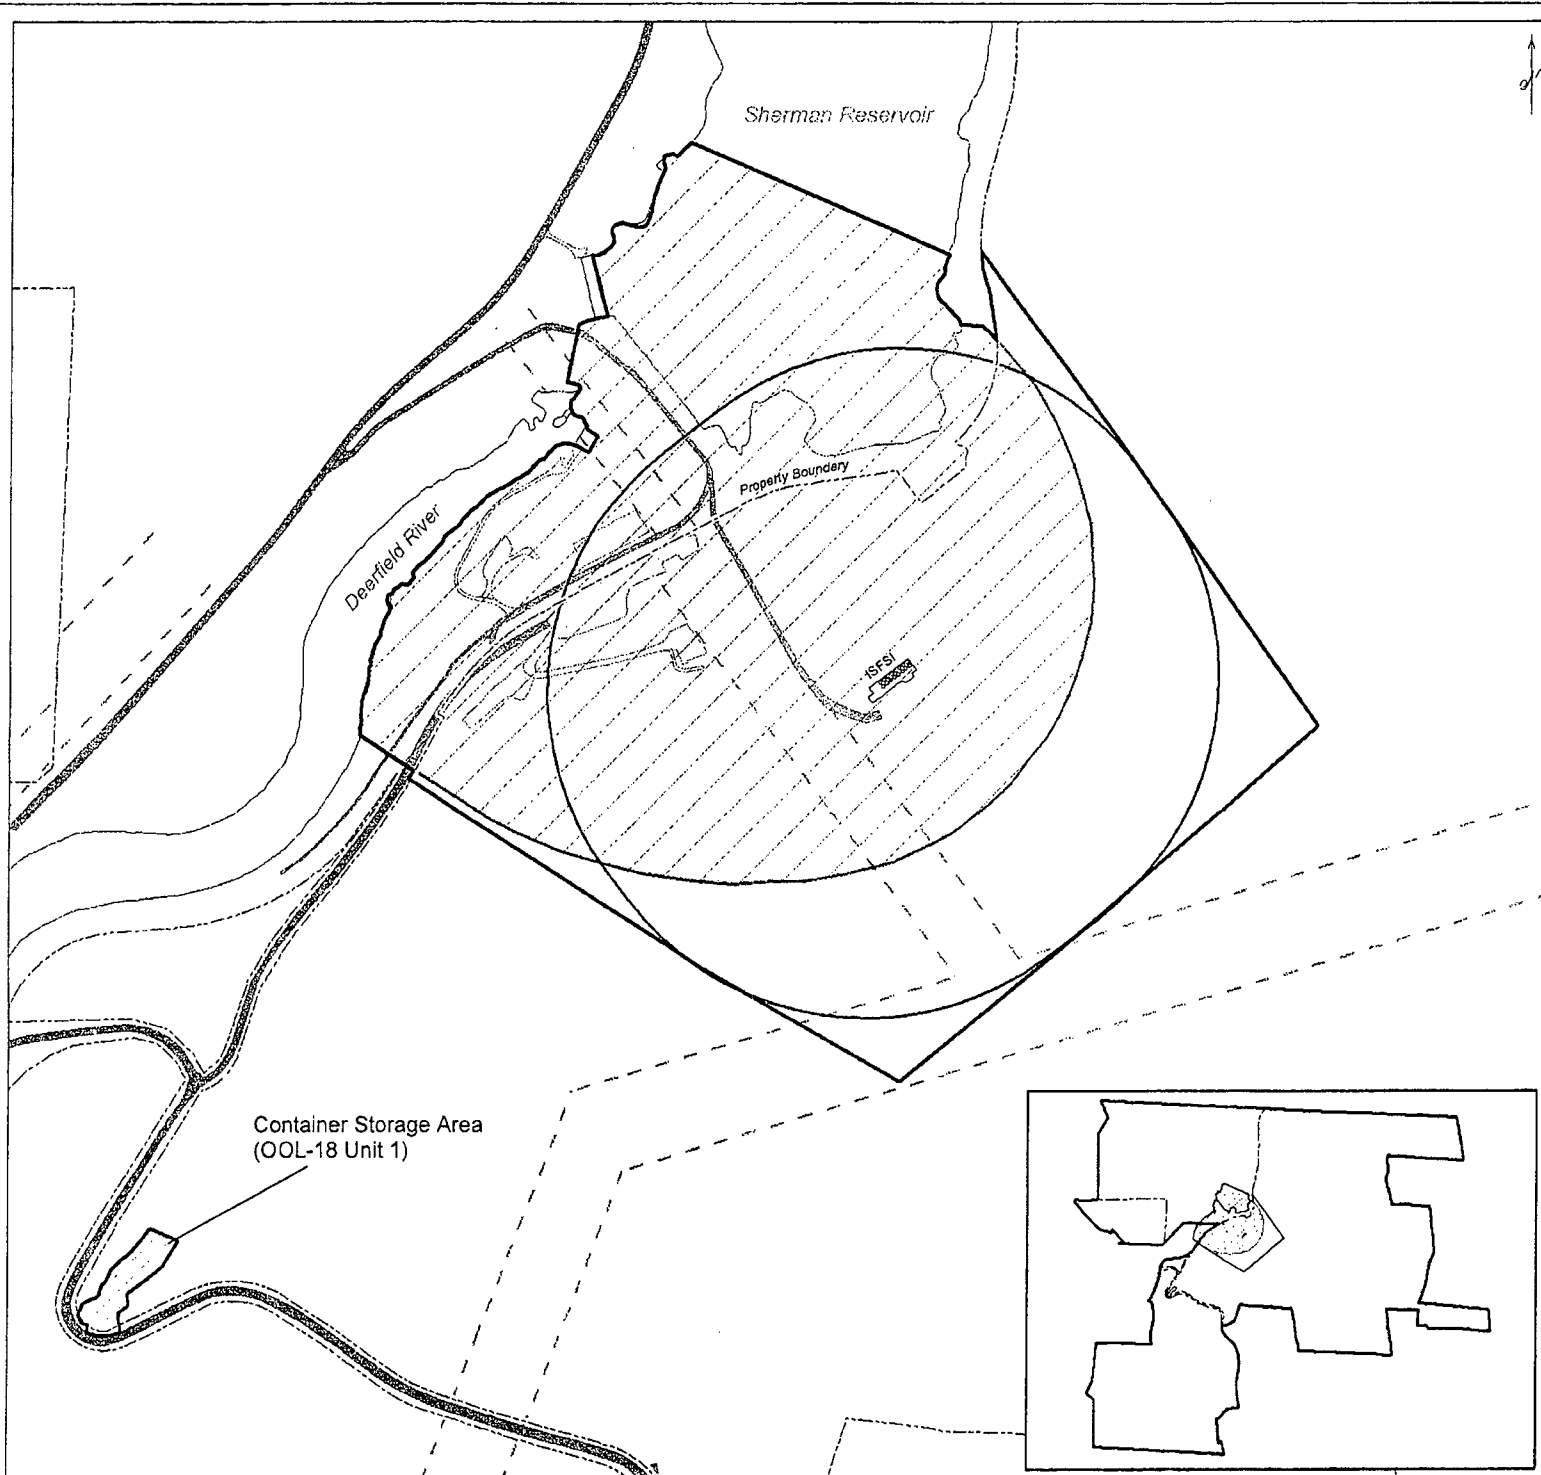 Sherman Reservoir
Property Boundary
Deerfield River
ISFSI
Container Storage Area
(OOL-18 Unit 1)